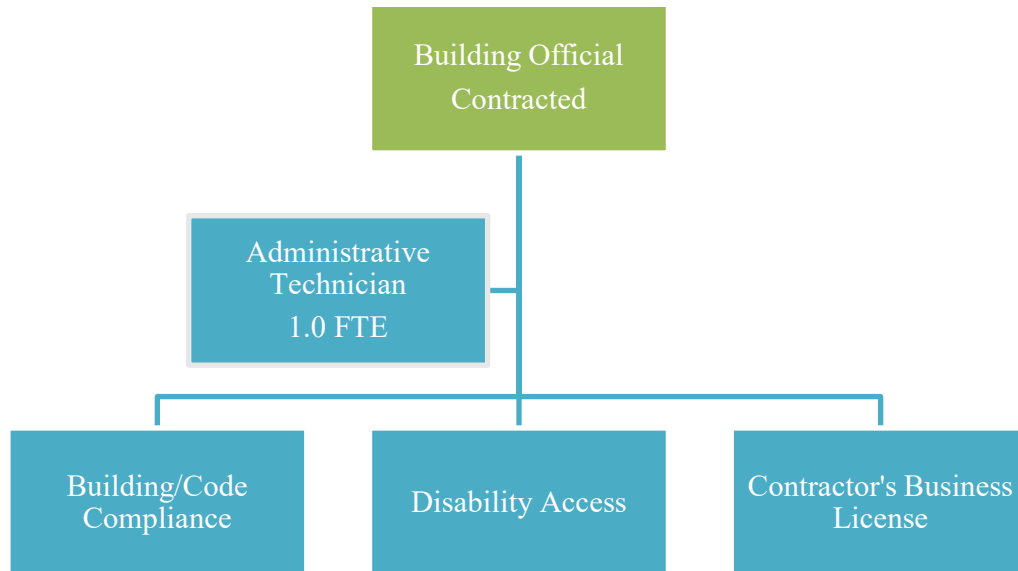 Building Official
Contracted
Administrative
Technician
1.0 FTE
Building/Code
Compliance
Disability Access
Contractor's Business
License